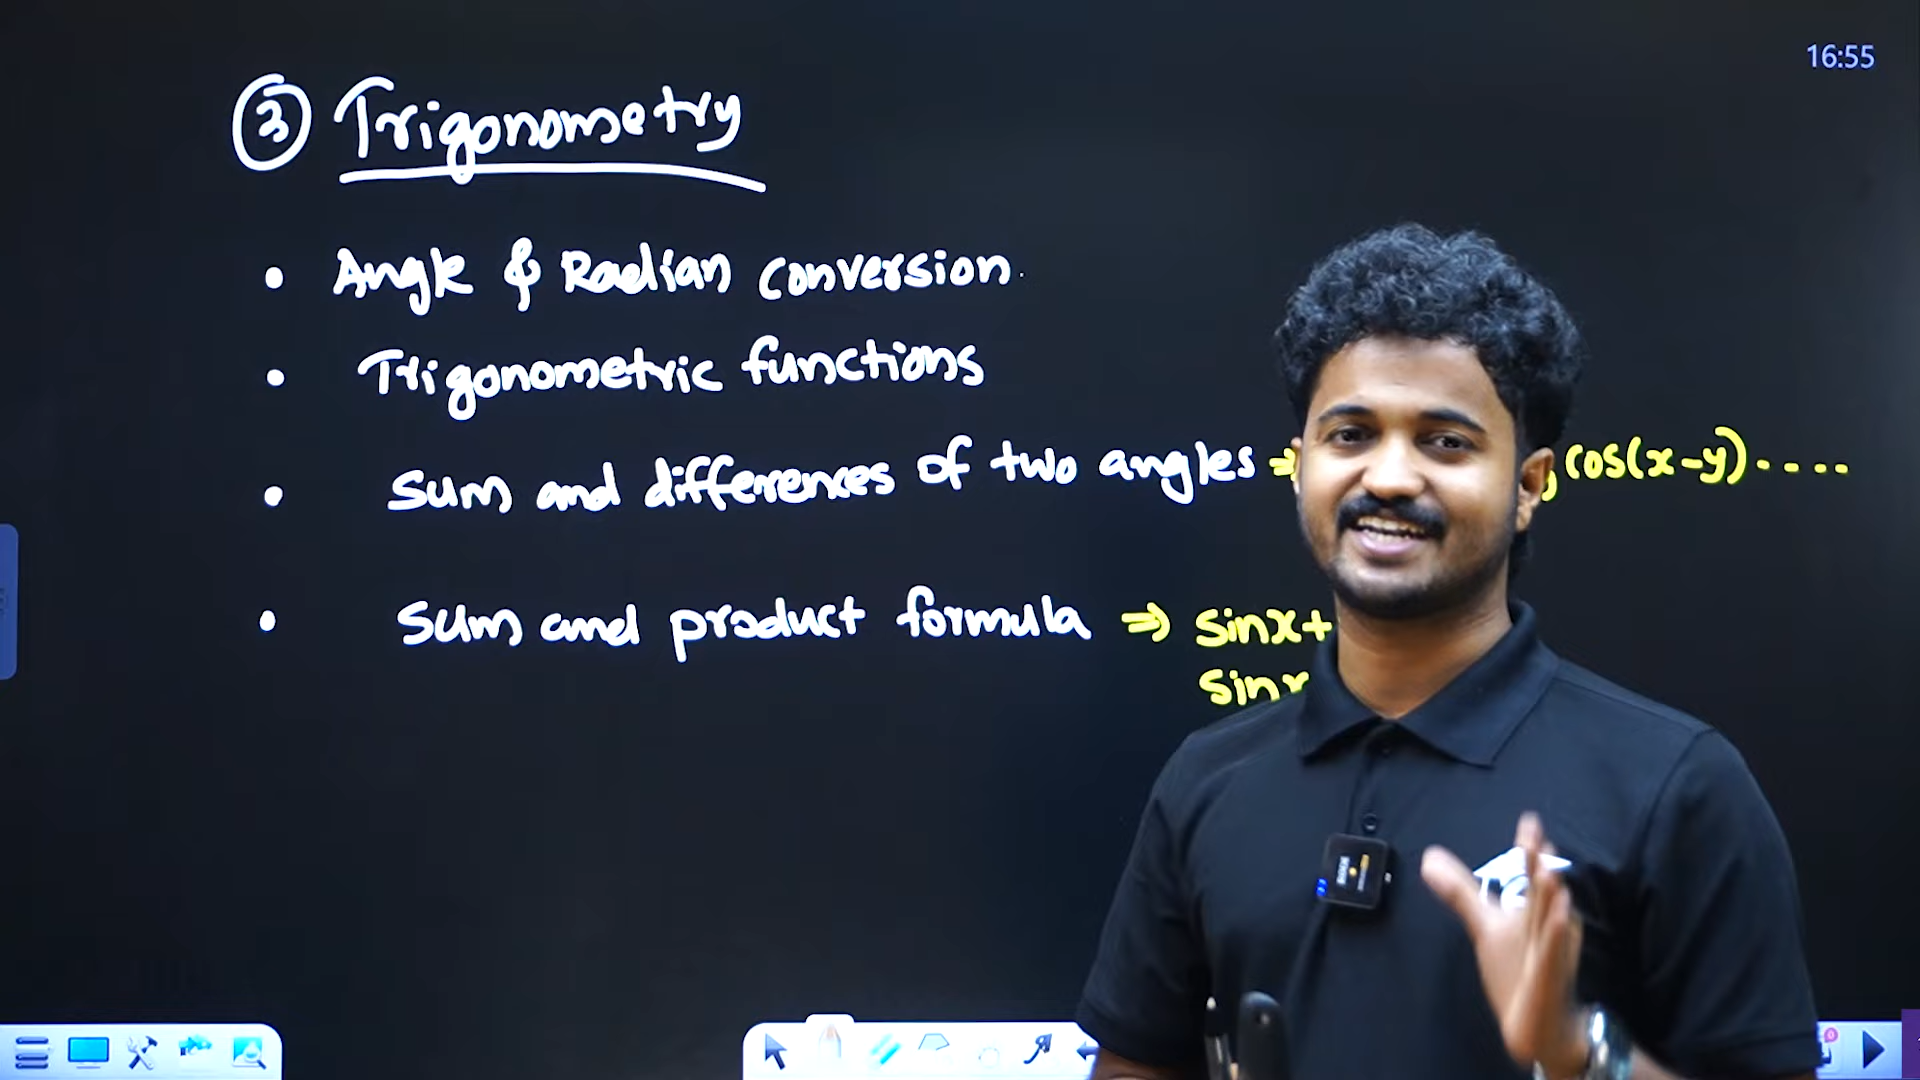 16:55
③ Trigonometry
• Angle & Radian conversion.
• Trigonometric functions
• Sum and differences of two angles ⇒ cos(x-y)....
• Sum and product formula ⇒ sinx+
sinx